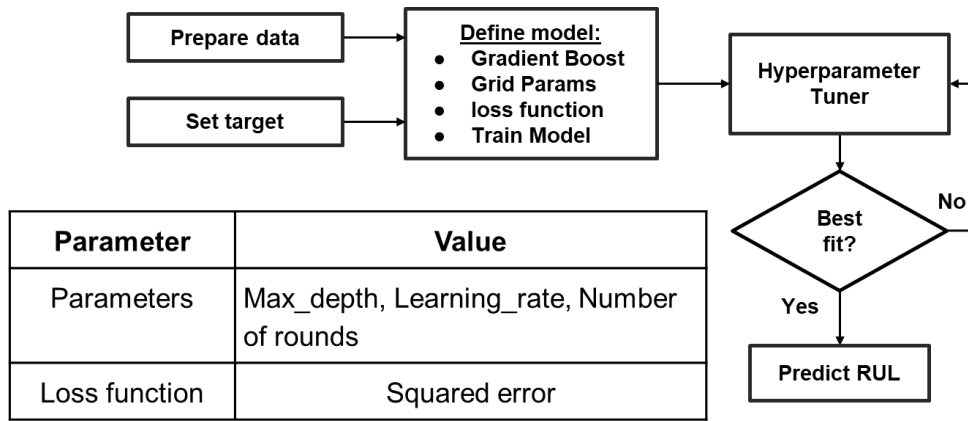 Prepare data
Set target
Define model:
● Gradient Boost
● Grid Params
● loss function
● Train Model
Hyperparameter
Tuner
Best
fit?
No
Yes
Predict RUL
Parameter Value
Parameters Max_depth, Learning_rate, Number
of rounds
Loss function Squared error